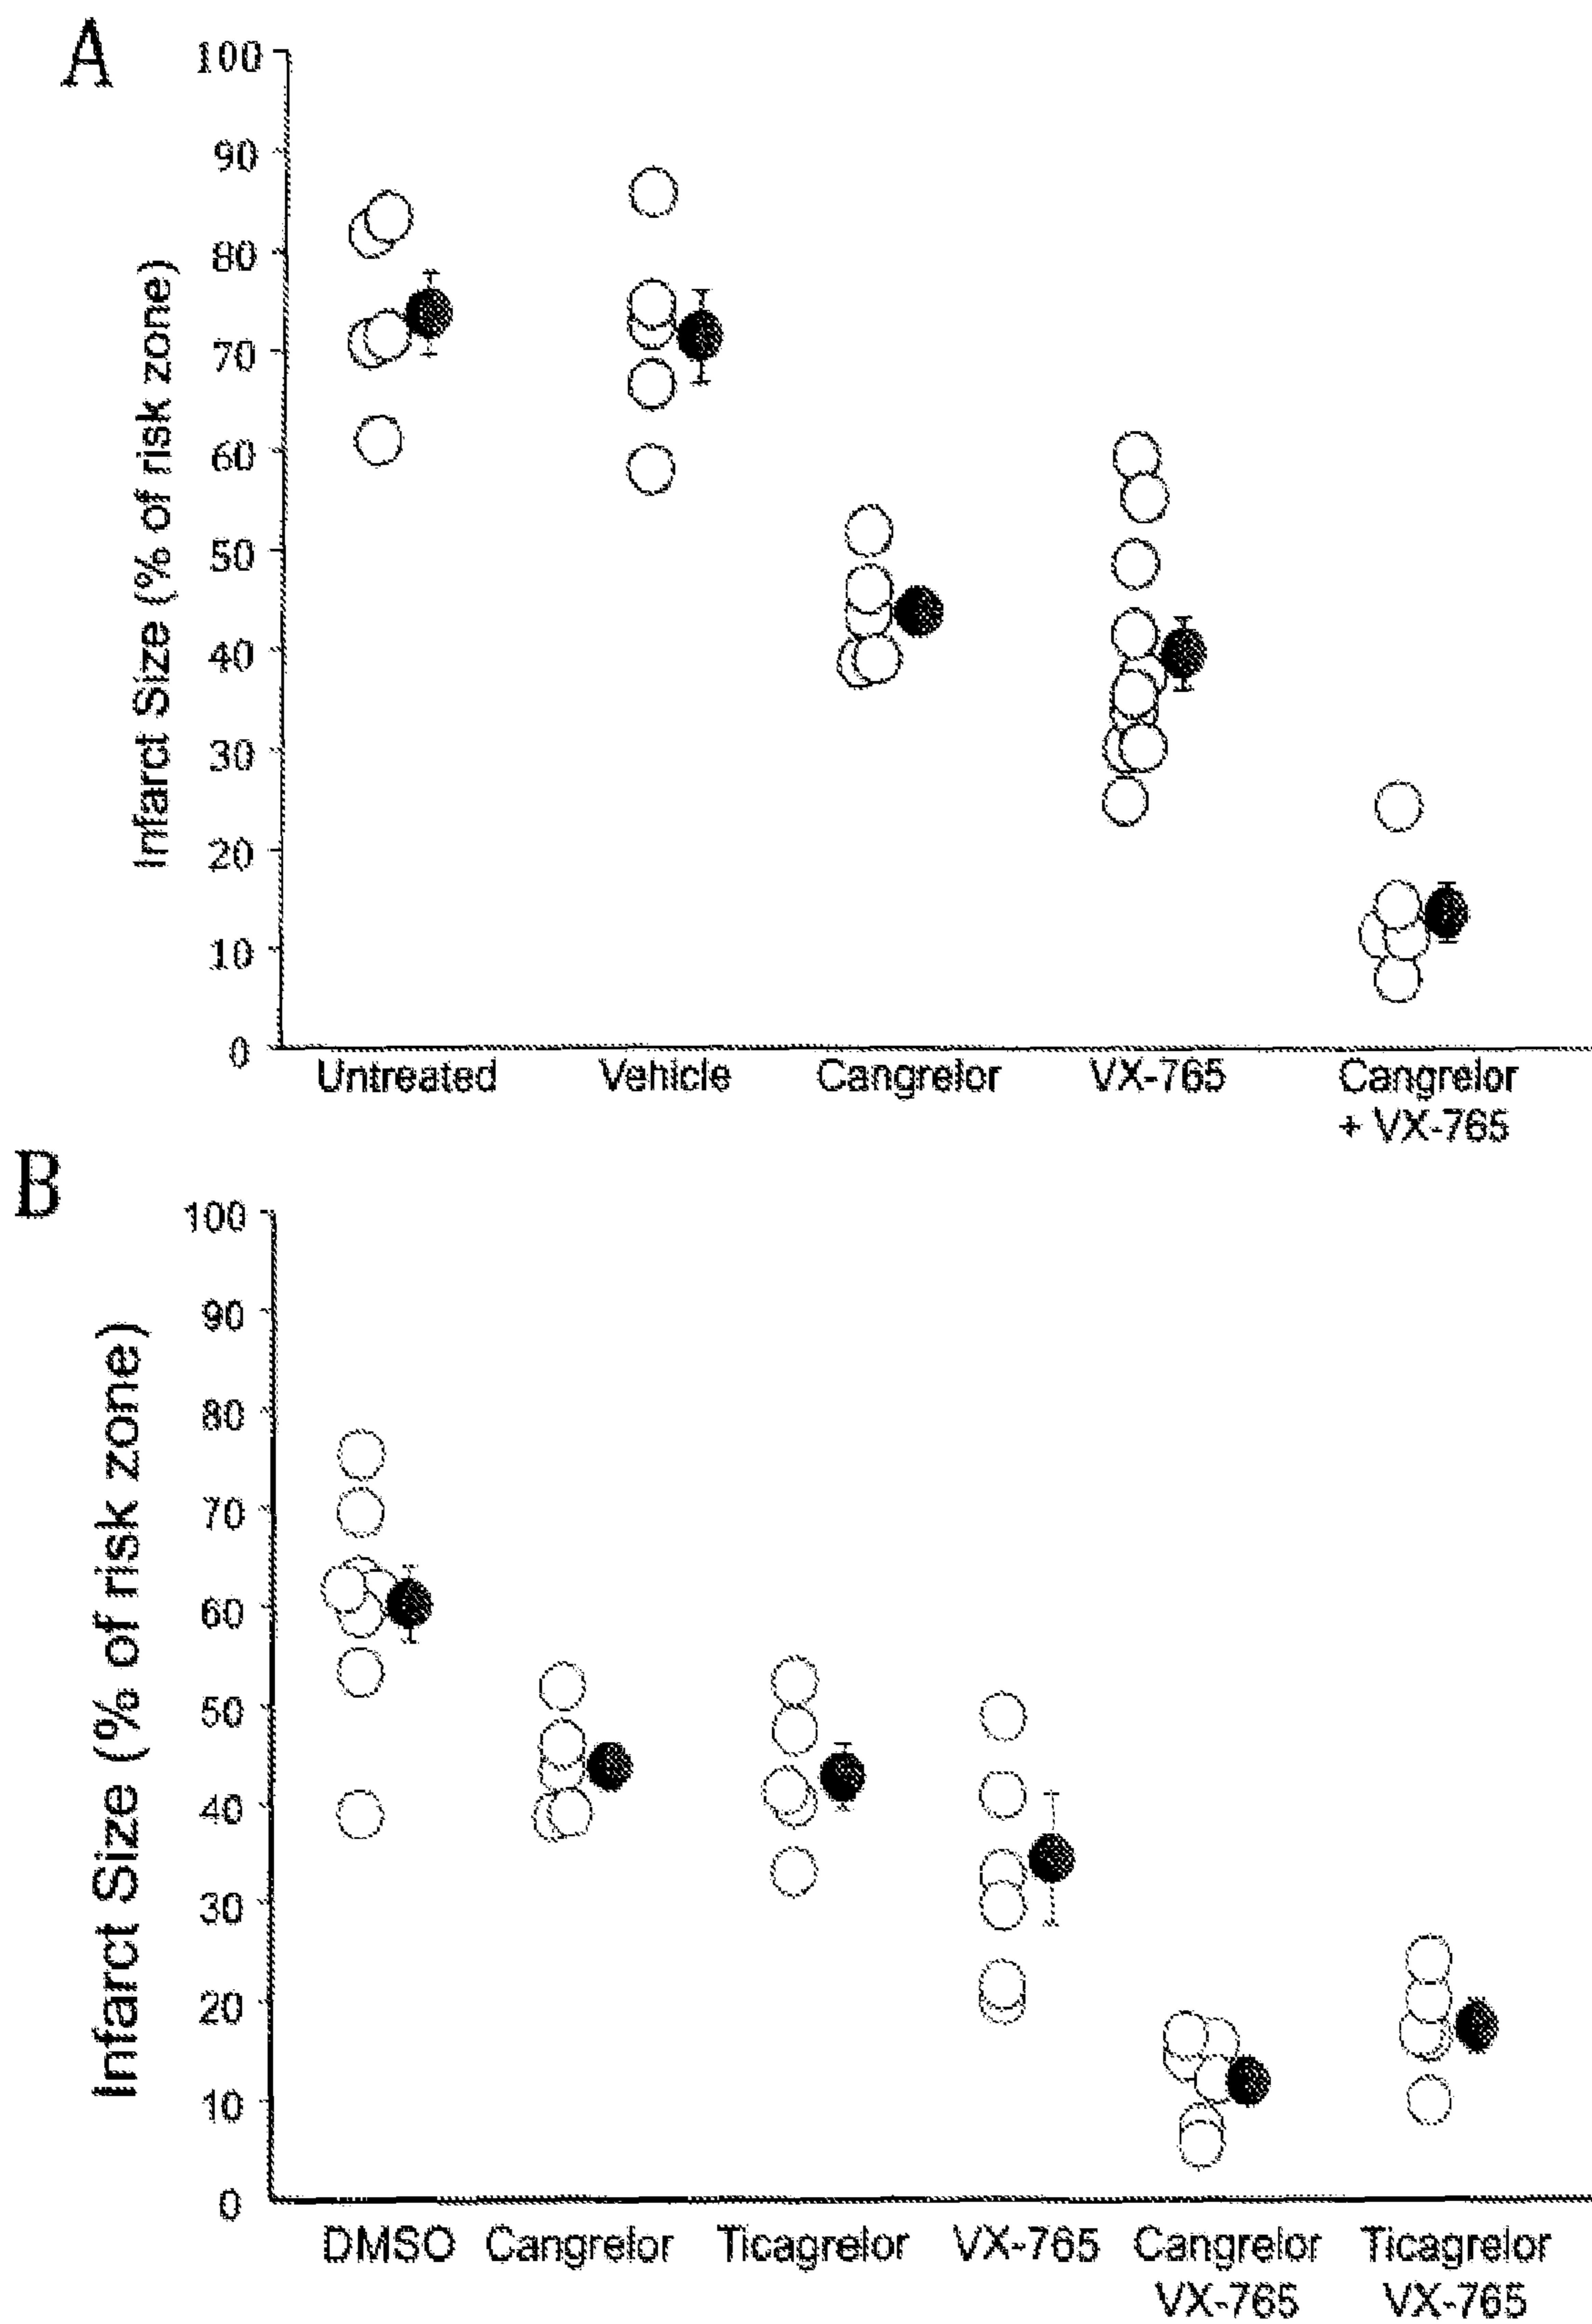 A
100
90
80
70
60
50
40
30
20
10
0
Infarct Size (% of risk zone)
Untreated Vehicle Cangrelor VX-765 Cangrelor
+ VX-765
B
100
90
80
70
60
50
40
30
20
10
0
Infarct Size (% of risk zone)
DMSO Cangrelor Ticagrelor VX-765 Cangrelor Ticagrelor
VX-765 VX-765